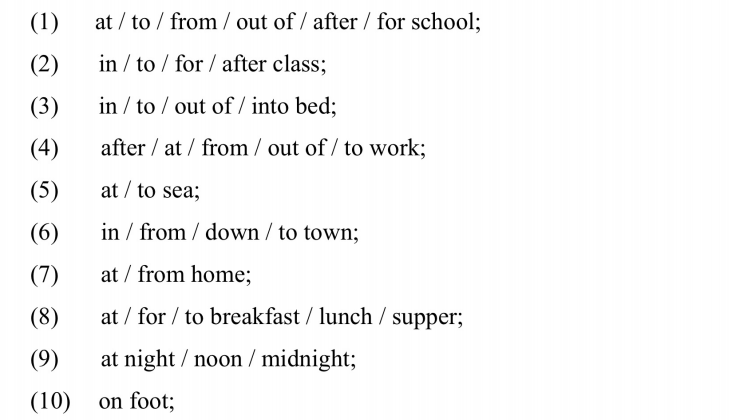 (1) at / to / from / out of / after / for school;
(2) in / to / for / after class;
(3) in / to / out of / into bed;
(4) after / at / from / out of / to work;
(5) at / to sea;
(6) in / from / down / to town;
(7) at / from home;
(8) at / for / to breakfast / lunch / supper;
(9) at night / noon / midnight;
(10) on foot;